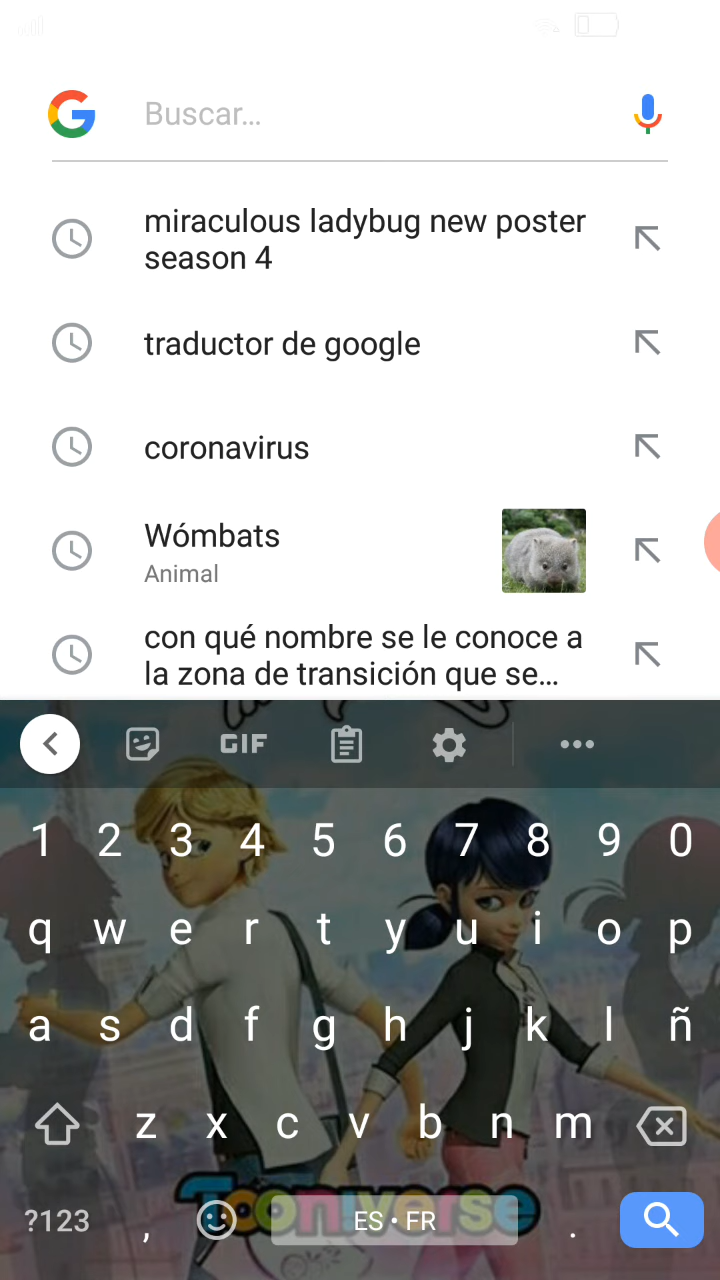 Buscar...
miraculous ladybug new poster
season 4
traductor de google
coronavirus
Wómbats
Animal
con qué nombre se le conoce a
la zona de transición que se...
GIF
1 2 3 4 5 6 7 8 9 0
q w e r t y u i o p
a s d f g h j k l ñ
z x c v b n m
?123 , ES • FR .
Tooniverse